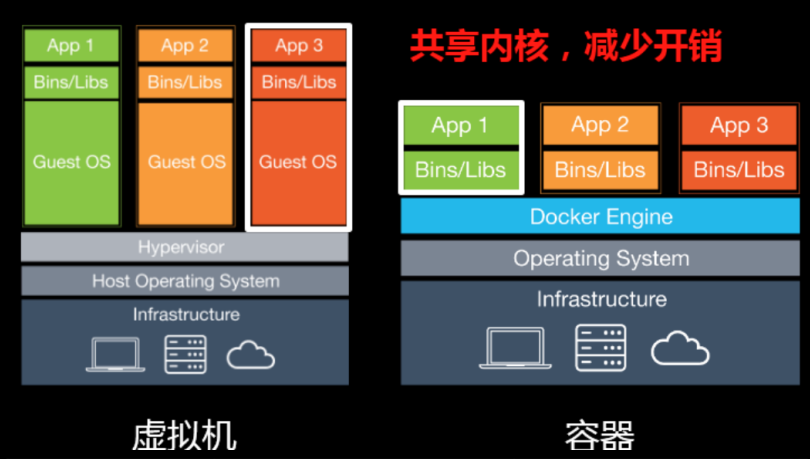 App 1
App 2
App 3
Bins/Libs
Bins/Libs
Bins/Libs
Guest OS
Guest OS
Guest OS
Hypervisor
Host Operating System
Infrastructure
虚拟机
共享内核，减少开销
App 1
App 2
App 3
Bins/Libs
Bins/Libs
Bins/Libs
Docker Engine
Operating System
Infrastructure
容器